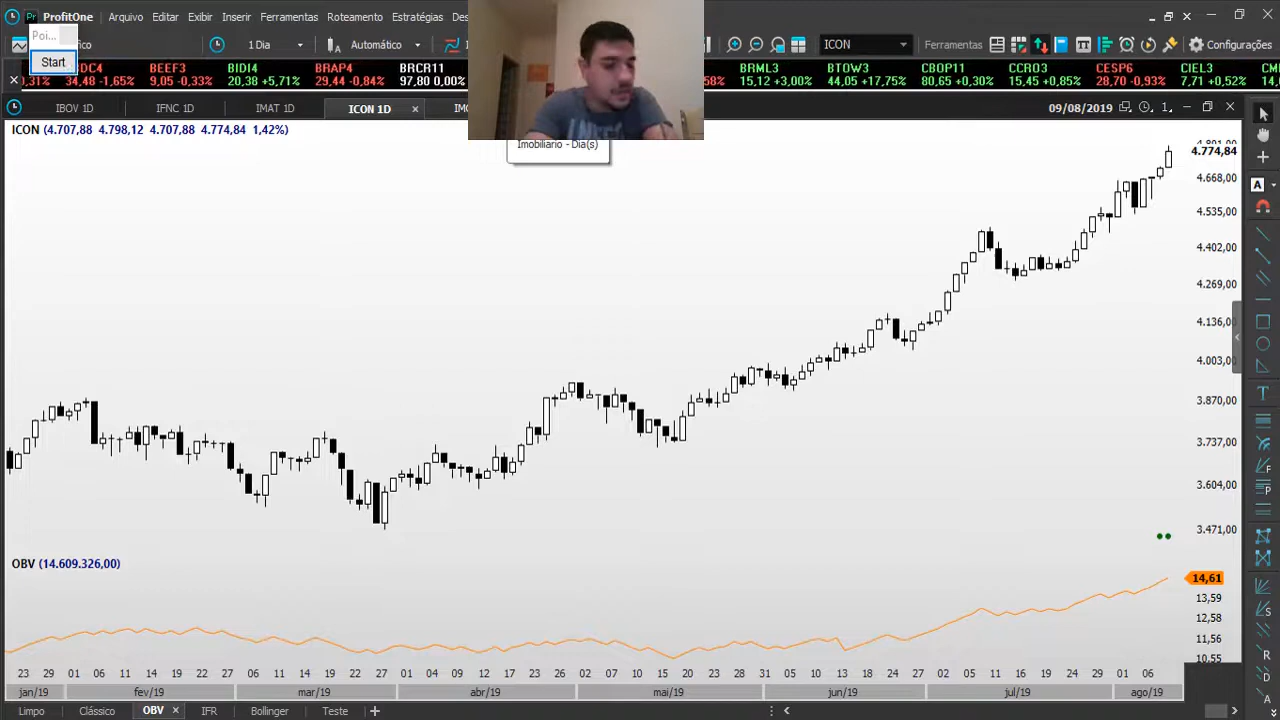 Pr ProfitOne Arquivo Editar Exibir Inserir Ferramentas Roteamento Estratégias
Poi...
Start
1 Dia Automático ICON Ferramentas Configurações
BEEF3 BIDI4 BRAP4 BRCR11 BRML3 BTOW3 CBOP11 CCRO3 CESP6 CIEL3
34,48 -1,65% 9,05 -0,33% 20,38 +5,71% 29,44 -0,84% 97,80 0,00% 15,12 +3,00% 44,05 +17,75% 80,65 +0,30% 15,45 +0,85% 28,70 -0,93% 7,71 +0,52%
IBOV 1D IFNC 1D IMAT 1D ICON 1D 09/08/2019
ICON (4.707,88 4.798,12 4.707,88 4.774,84 1,42%)
Imobiliario - Dia(s)
4.774,84
4.668,00
4.535,00
4.402,00
4.269,00
4.136,00
4.003,00
3.870,00
3.737,00
3.604,00
3.471,00
OBV (14.609.326,00)
14,61
13,59
12,58
11,56
10,55
23 29 01 06 11 14 19 22 27 06 11 14 19 22 27 01 04 09 12 17 23 26 02 07 10 15 20 23 28 31 05 10 13 18 24 27 02 05 10 16 19 24 29 01 06
jan/19 fev/19 mar/19 abr/19 mai/19 jun/19 jul/19 ago/19
Limpo Clássico OBV IFR Bollinger Teste